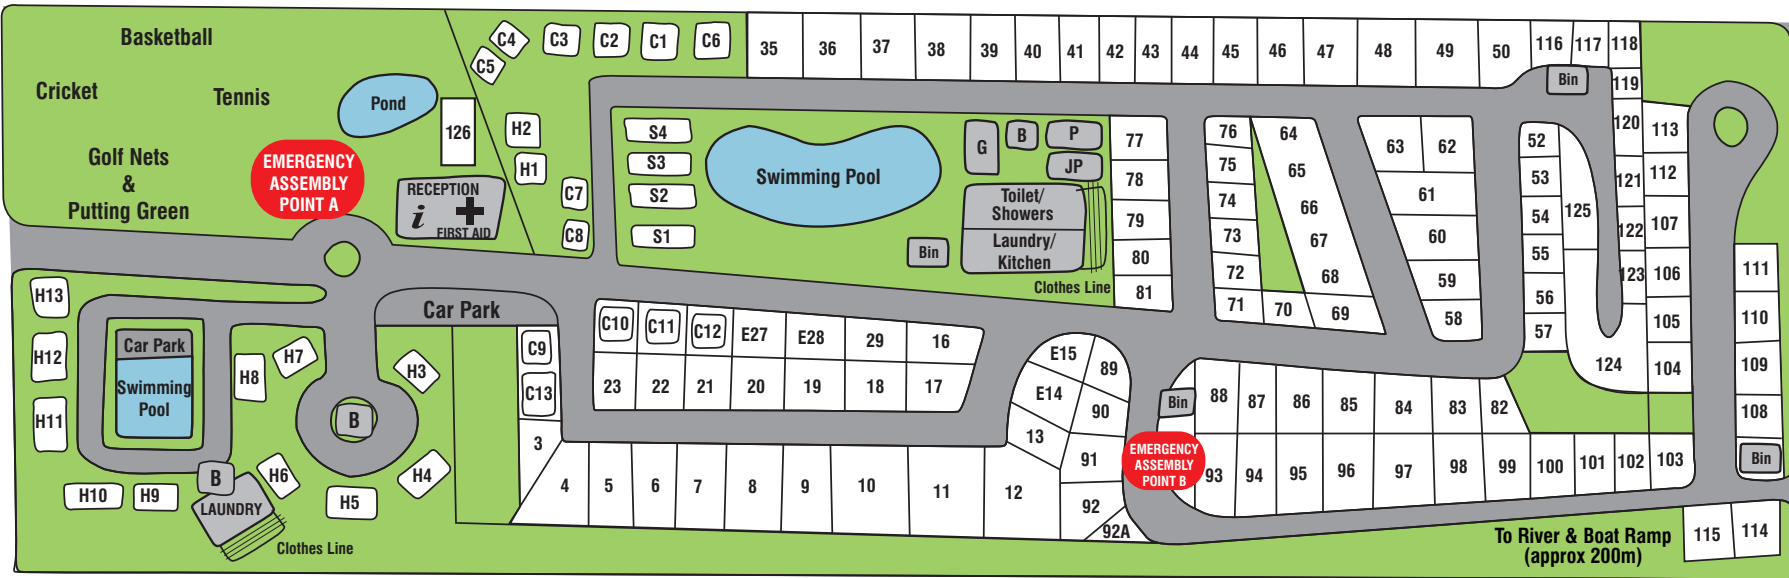 Basketball
Cricket
Tennis
Golf Nets
&
Putting Green
Pond
126
EMERGENCY
ASSEMBLY
POINT A
RECEPTION
i
FIRST AID
C4
C5
C3
C2
C1
C6
H2
H1
C7
C8
35
36
37
38
39
40
41
42
43
44
45
46
47
48
49
50
116
117
118
Bin
119
120
121
122
123
S4
S3
S2
S1
Swimming Pool
G
B
P
JP
Toilet/
Showers
Laundry/
Kitchen
Bin
Clothes Line
77
78
79
80
81
76
75
74
73
72
71
70
69
64
65
66
67
68
63
62
61
60
59
58
52
53
54
55
56
57
125
124
113
112
107
106
105
104
111
110
109
108
Bin
H13
H12
H11
H10
H9
Car Park
Swimming
Pool
H8
H7
H3
B
H4
H5
H6
B
LAUNDRY
Clothes Line
Car Park
C9
C13
3
C10
C11
C12
E27
E28
29
16
23
22
21
20
19
18
17
4
5
6
7
8
9
10
11
12
E15
E14
13
89
90
91
92
92A
Bin
EMERGENCY
ASSEMBLY
POINT B
88
87
86
85
84
83
82
93
94
95
96
97
98
99
100
101
102
103
To River & Boat Ramp
(approx 200m)
115
114